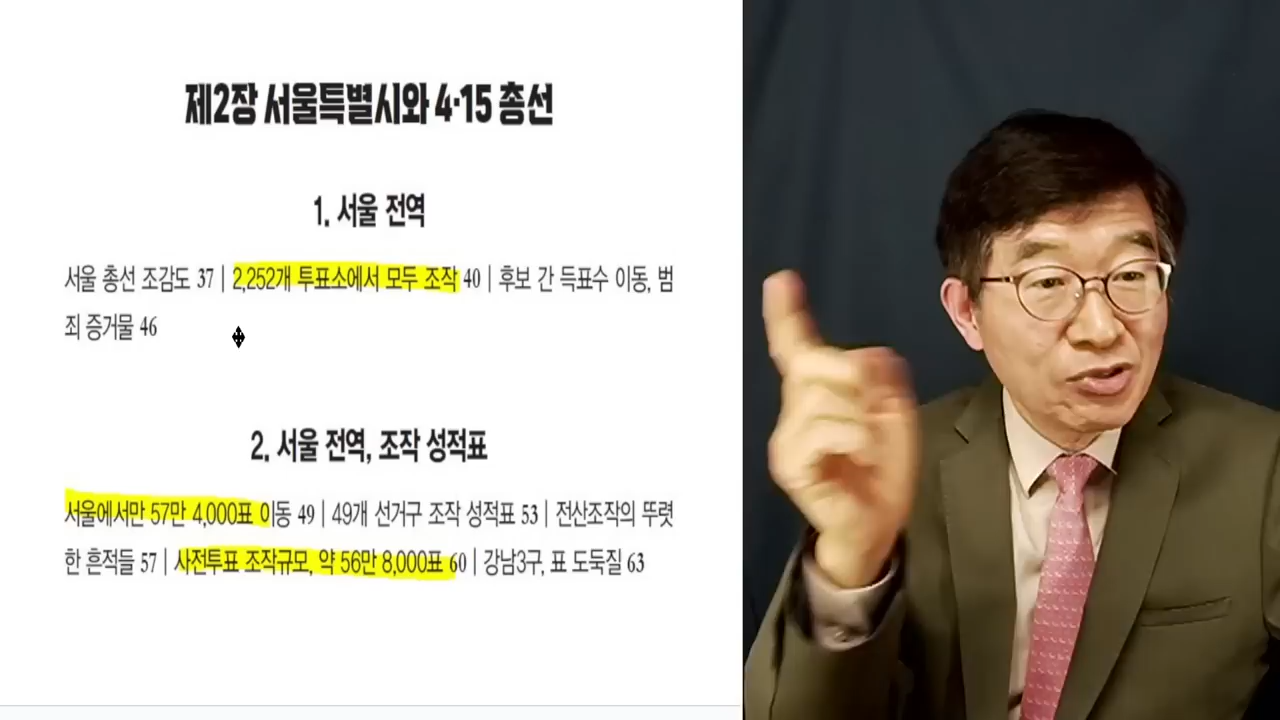 제2장 서울특별시와 4·15 총선
1. 서울 전역
서울 총선 조감도 37 | 2,252개 투표소에서 모두 조작 40 | 후보 간 득표수 이동, 범
죄 증거물 46
2. 서울 전역, 조작 성적표
서울에서만 57만 4,000표 이동 49 | 49개 선거구 조작 성적표 53 | 전산조작의 뚜렷
한 흔적들 57 | 사전투표 조작규모, 약 56만 8,000표 60 | 강남3구, 표 도둑질 63